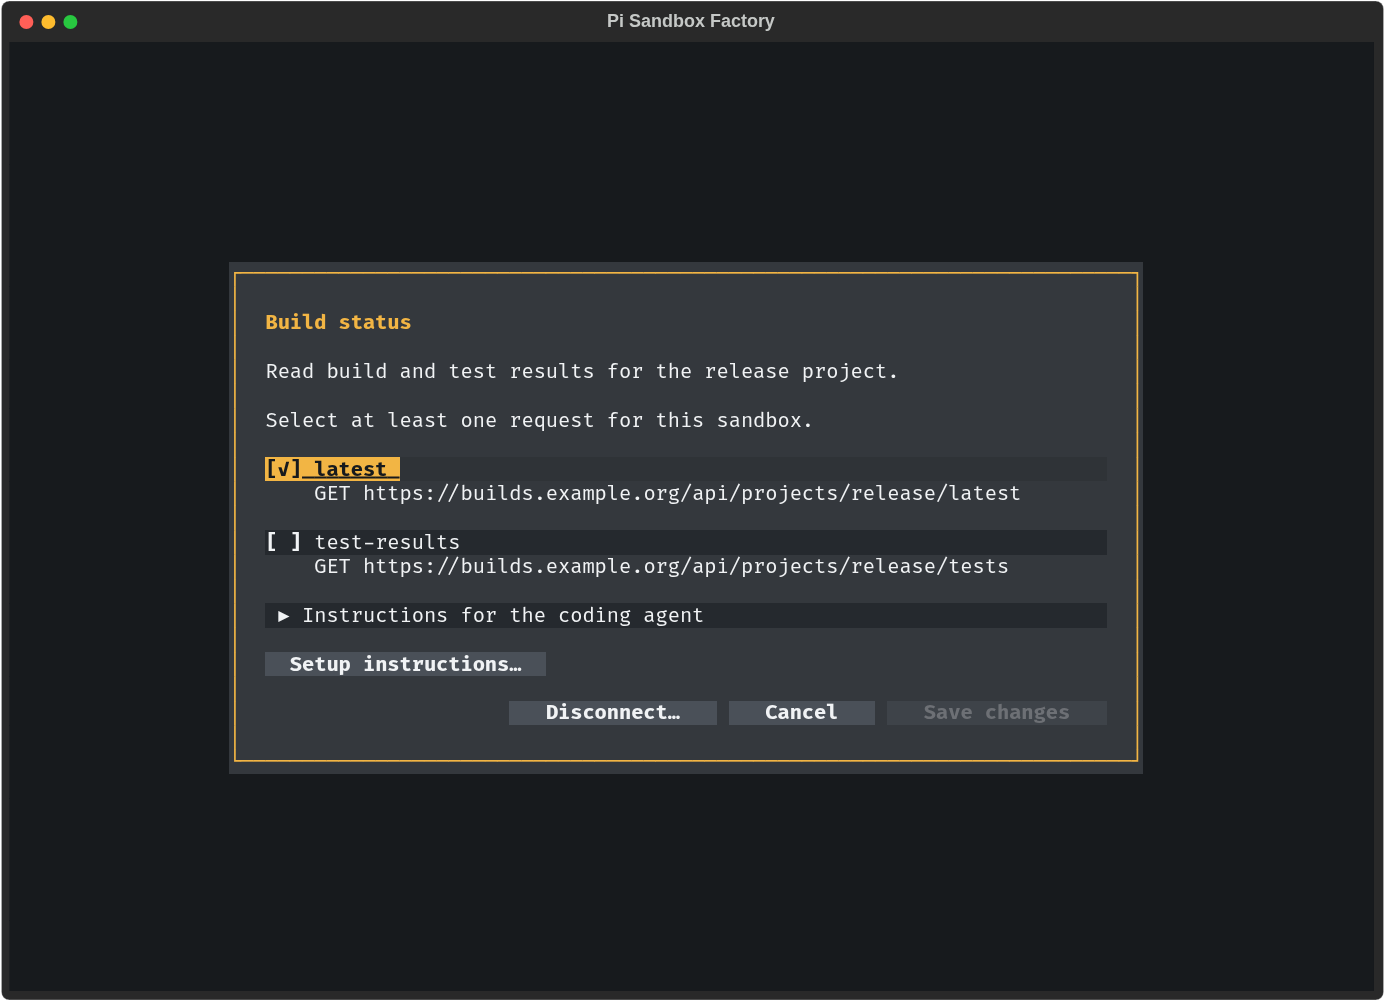 Pi Sandbox Factory
Build status
Read build and test results for the release project.
Select at least one request for this sandbox.
[√] latest
GET https://builds.example.org/api/projects/release/latest
[ ] test-results
GET https://builds.example.org/api/projects/release/tests
▶ Instructions for the coding agent
Setup instructions…
Disconnect… Cancel Save changes